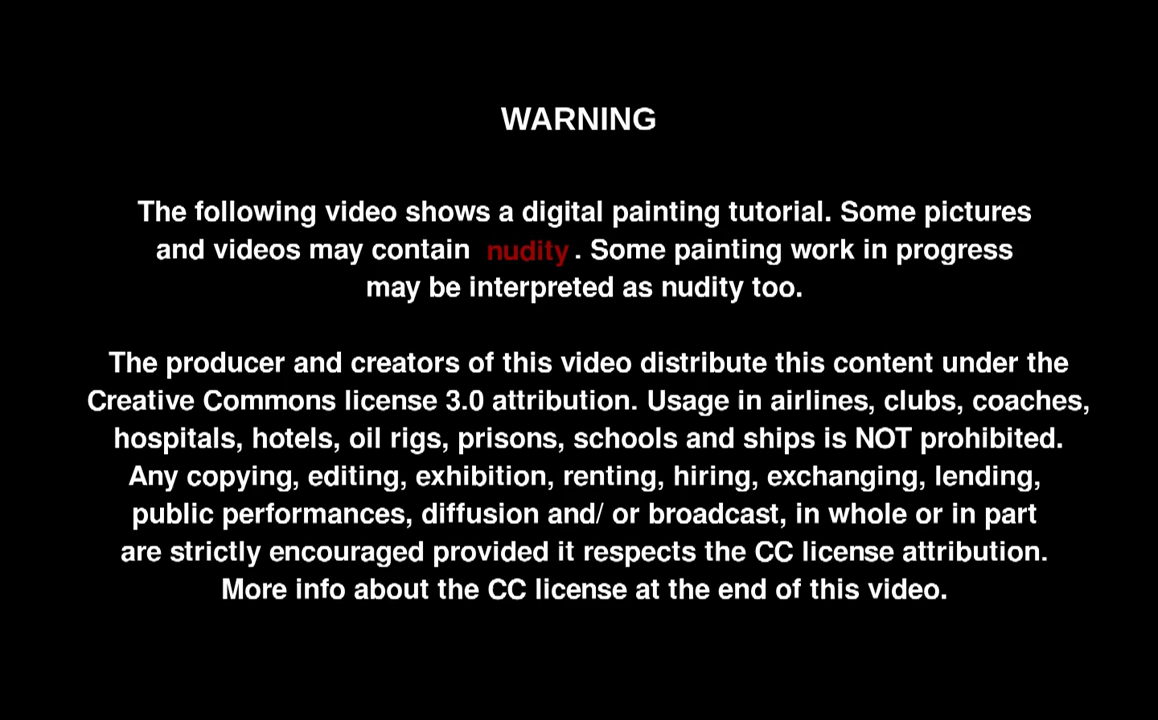 WARNING
The following video shows a digital painting tutorial. Some pictures
and videos may contain nudity. Some painting work in progress
may be interpreted as nudity too.
The producer and creators of this video distribute this content under the
Creative Commons license 3.0 attribution. Usage in airlines, clubs, coaches,
hospitals, hotels, oil rigs, prisons, schools and ships is NOT prohibited.
Any copying, editing, exhibition, renting, hiring, exchanging, lending,
public performances, diffusion and/ or broadcast, in whole or in part
are strictly encouraged provided it respects the CC license attribution.
More info about the CC license at the end of this video.